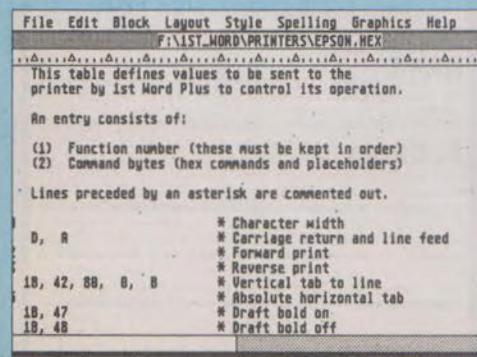 File Edit Block Layout Style Spelling Graphics Help
F:\1ST_WORD\PRINTERS\EPSON.HEX
This table defines values to be sent to the
printer by 1st Word Plus to control its operation.
An entry consists of:
(1) Function number (these must be kept in order)
(2) Command bytes (hex commands and placeholders)
Lines preceded by an asterisk are commented out.
* Character width
D, A * Carriage return and line feed
* Forward print
* Reverse print
1B, 42, 80, 0, B * Vertical tab to line
* Absolute horizontal tab
1B, 47 * Draft bold on
1B, 48 * Draft bold off